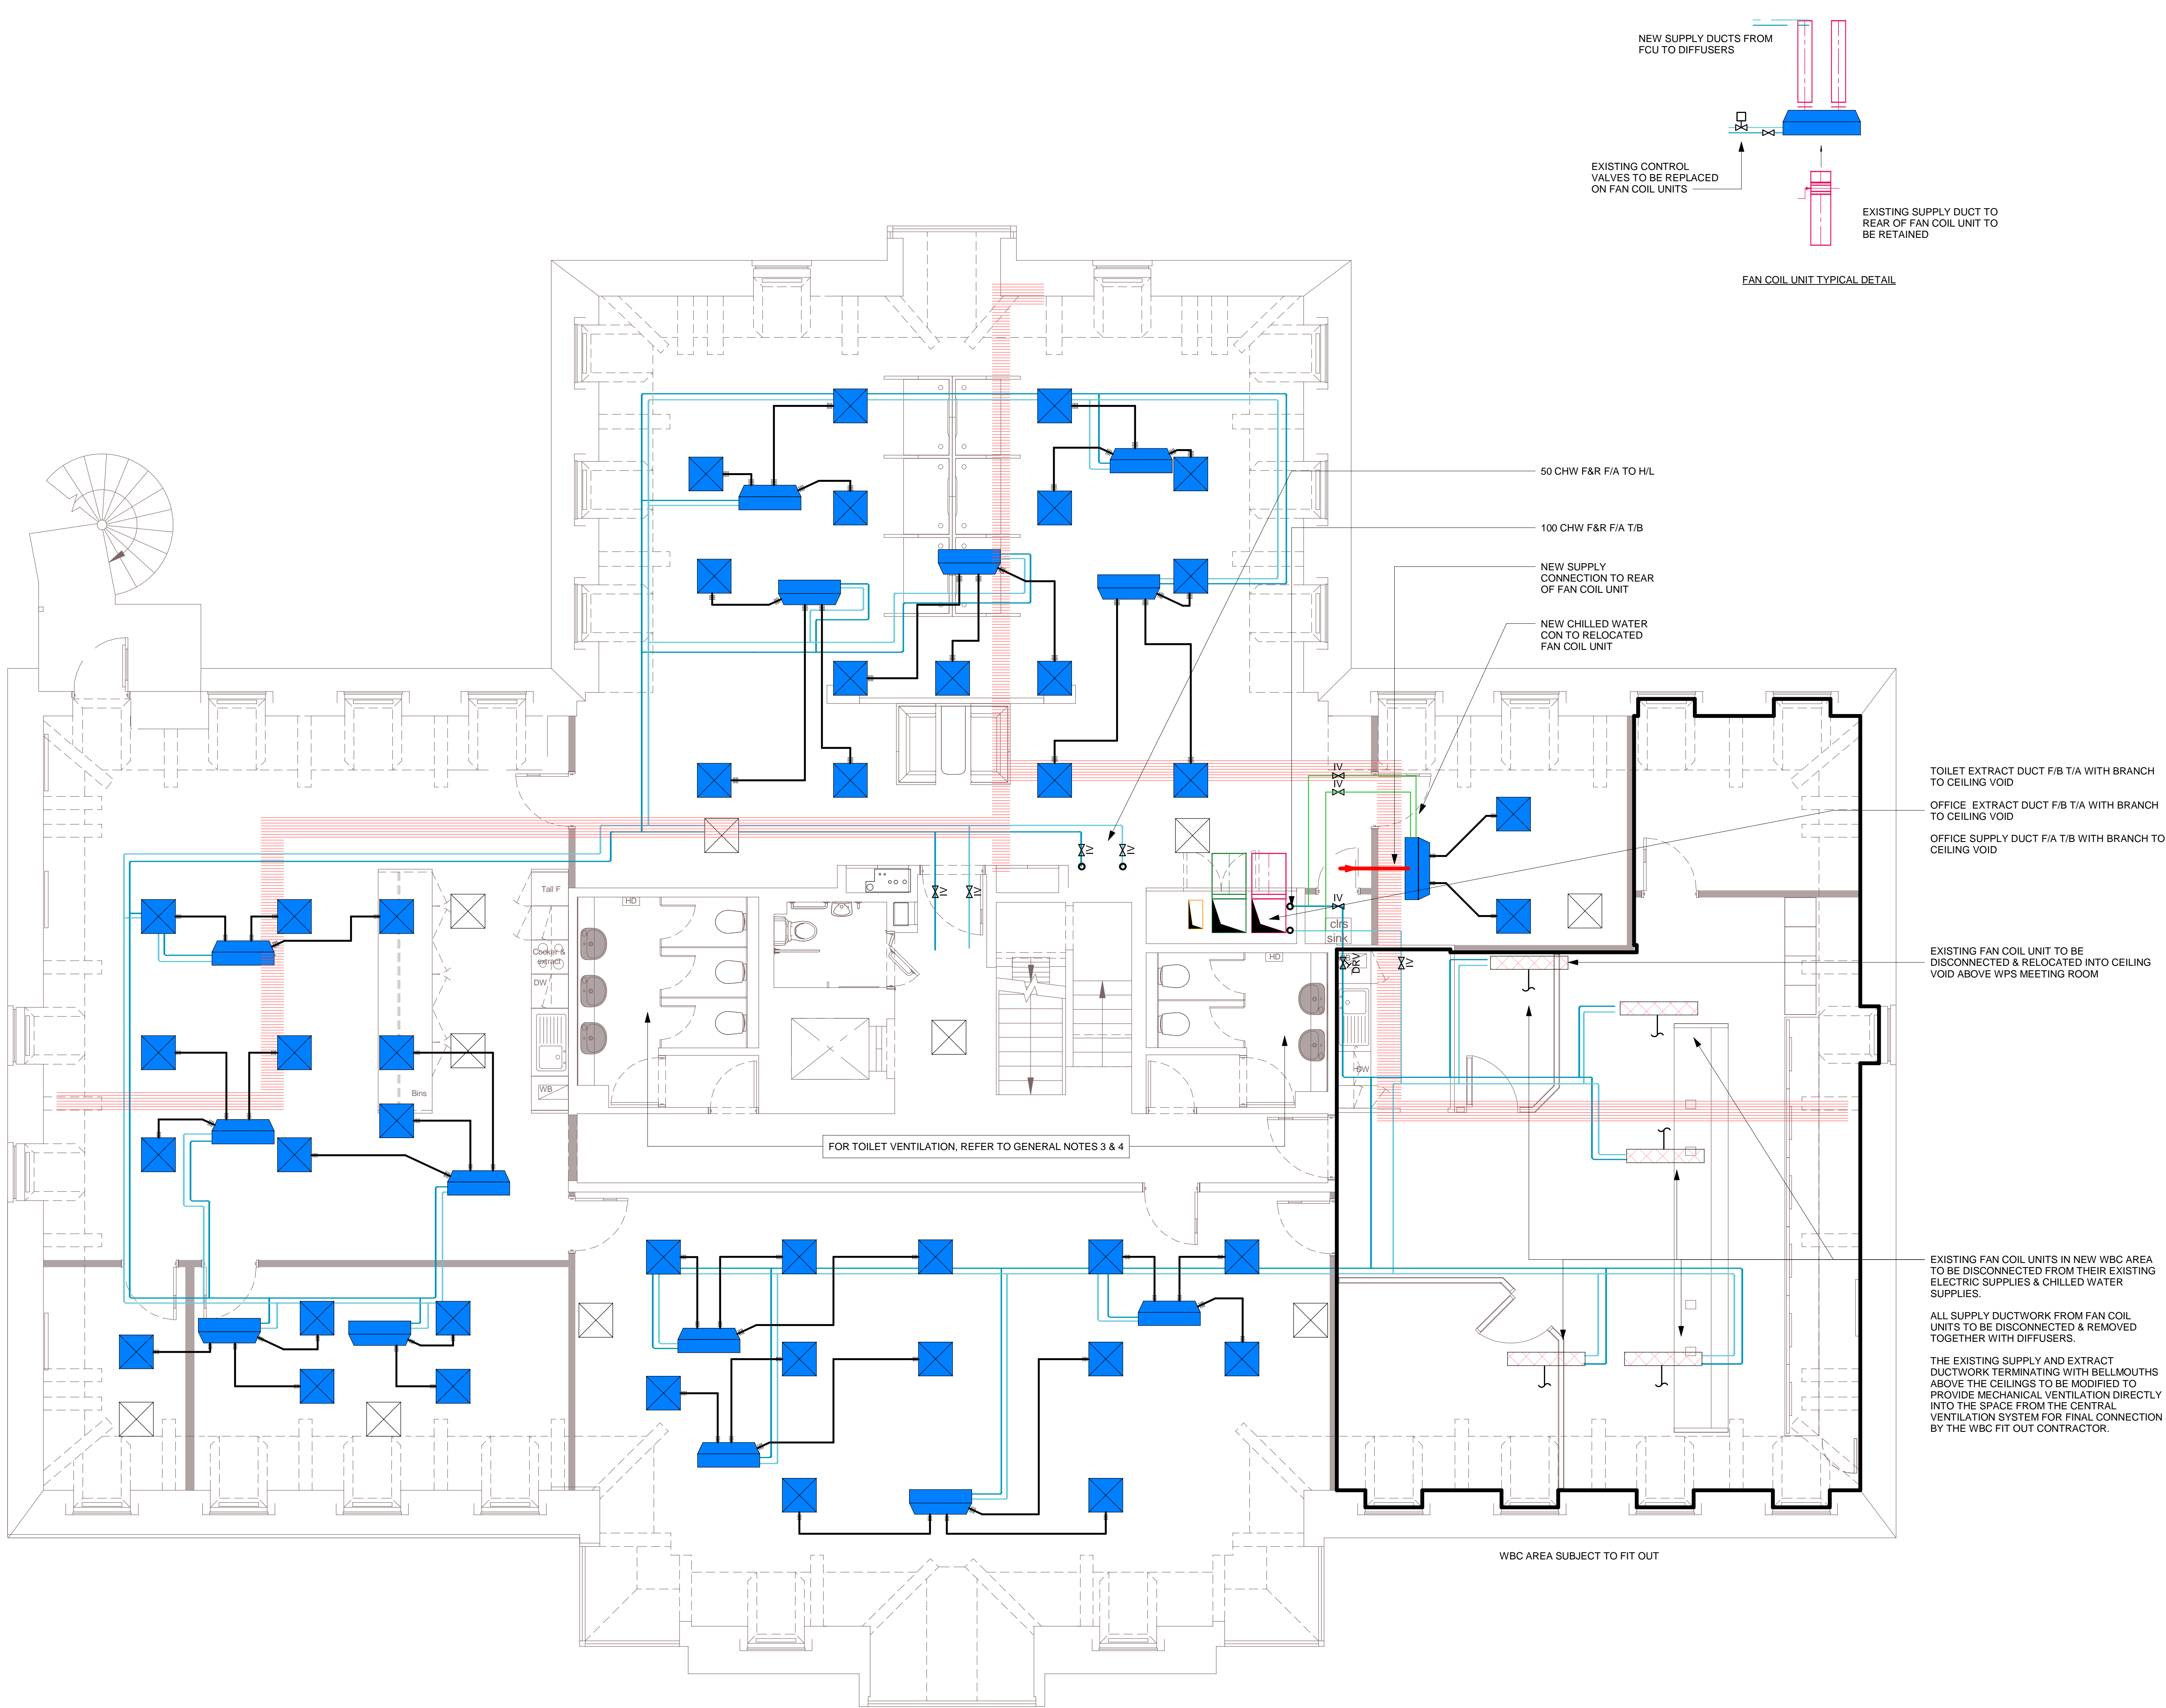 NEW SUPPLY DUCTS FROM
FCU TO DIFFUSERS
EXISTING CONTROL
VALVES TO BE REPLACED
ON FAN COIL UNITS
EXISTING SUPPLY DUCT TO
REAR OF FAN COIL UNIT TO
BE RETAINED
FAN COIL UNIT TYPICAL DETAIL
50 CHW F&R F/A TO H/L
100 CHW F&R F/A T/B
NEW SUPPLY
CONNECTION TO REAR
OF FAN COIL UNIT
NEW CHILLED WATER
CON TO RELOCATED
FAN COIL UNIT
IV
IV
TOILET EXTRACT DUCT F/B T/A WITH BRANCH
TO CEILING VOID
OFFICE EXTRACT DUCT F/B T/A WITH BRANCH
TO CEILING VOID
OFFICE SUPPLY DUCT F/A T/B WITH BRANCH TO
CEILING VOID
IV
IV
IV
IV
IV
Tall F
HD
clrs
sink
Cooker &
extract
DW
HD
DRV
IV
EXISTING FAN COIL UNIT TO BE
DISCONNECTED & RELOCATED INTO CEILING
VOID ABOVE WPS MEETING ROOM
DW
WB
Bins
FOR TOILET VENTILATION, REFER TO GENERAL NOTES 3 & 4
EXISTING FAN COIL UNITS IN NEW WBC AREA
TO BE DISCONNECTED FROM THEIR EXISTING
ELECTRIC SUPPLIES & CHILLED WATER
SUPPLIES.
ALL SUPPLY DUCTWORK FROM FAN COIL
UNITS TO BE DISCONNECTED & REMOVED
TOGETHER WITH DIFFUSERS.
THE EXISTING SUPPLY AND EXTRACT
DUCTWORK TERMINATING WITH BELLMOUTHS
ABOVE THE CEILINGS TO BE MODIFIED TO
PROVIDE MECHANICAL VENTILATION DIRECTLY
INTO THE SPACE FROM THE CENTRAL
VENTILATION SYSTEM FOR FINAL CONNECTION
BY THE WBC FIT OUT CONTRACTOR.
WBC AREA SUBJECT TO FIT OUT